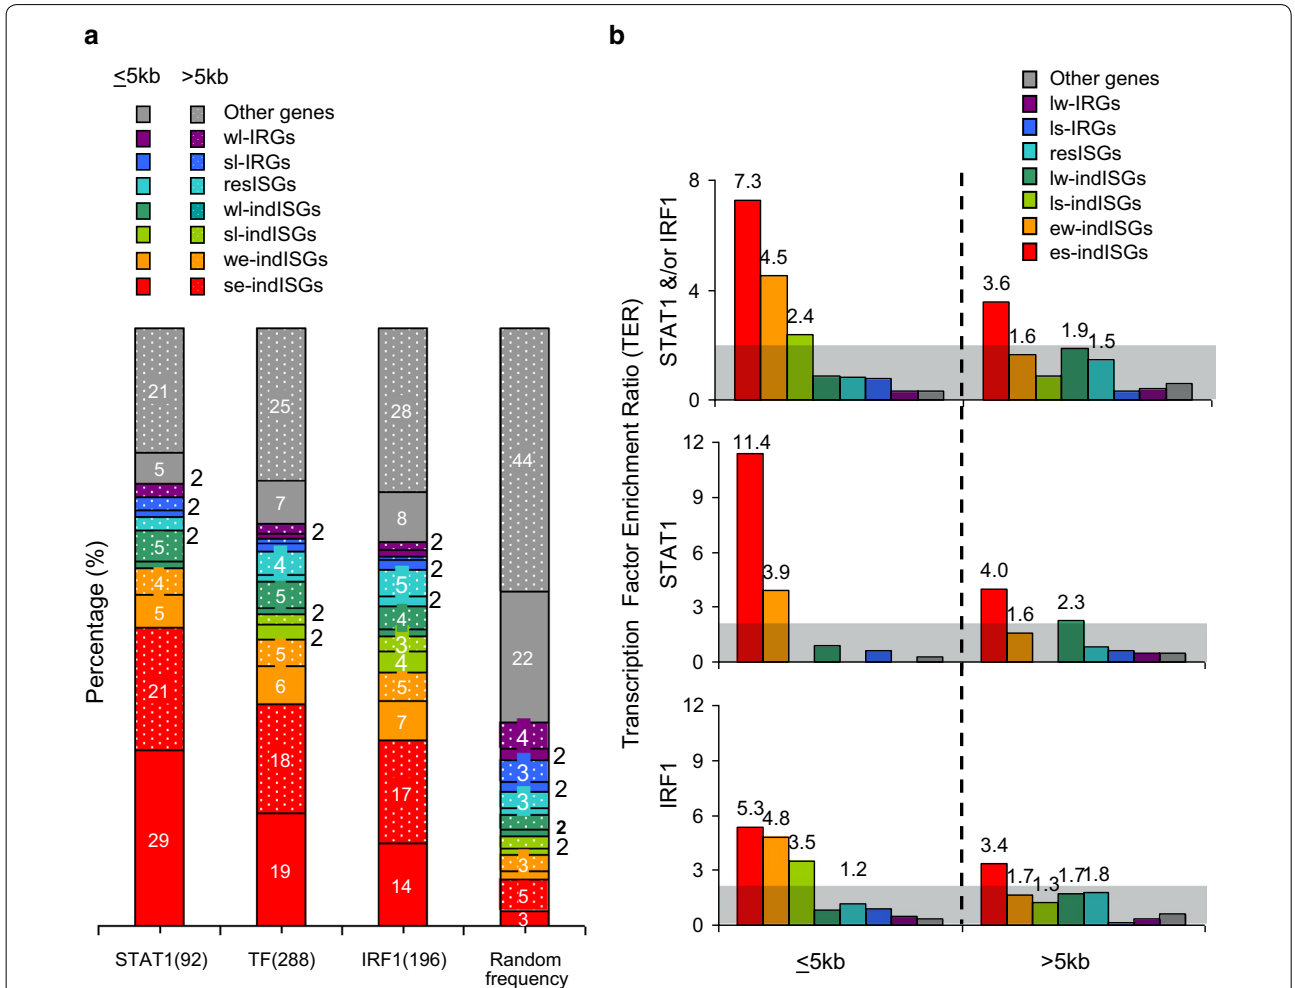 a
≤5kb >5kb
Other genes
wl-IRGs
sl-IRGs
resISGs
wl-indISGs
sl-indISGs
we-indISGs
se-indISGs
Percentage (%)
21
5
2
2
2
5
4
5
21
29
25
7
2
4
5
2
2
5
6
18
19
28
8
2
2
5
2
4
3
4
5
7
17
14
44
22
4
2
3
2
3
2
2
3
5
3
STAT1(92) TF(288) IRF1(196) Random
frequency
b
Other genes
lw-IRGs
ls-IRGs
resISGs
lw-indISGs
ls-indISGs
ew-indISGs
es-indISGs
Transcription Factor Enrichment Ratio (TER)
STAT1 &/or IRF1
8
4
0
7.3
4.5
2.4
3.6
1.6
1.9
1.5
STAT1
12
9
6
3
0
11.4
3.9
4.0
1.6
2.3
IRF1
12
9
6
3
0
5.3
4.8
3.5
1.2
3.4
1.7
1.3
1.7
1.8
≤5kb >5kb